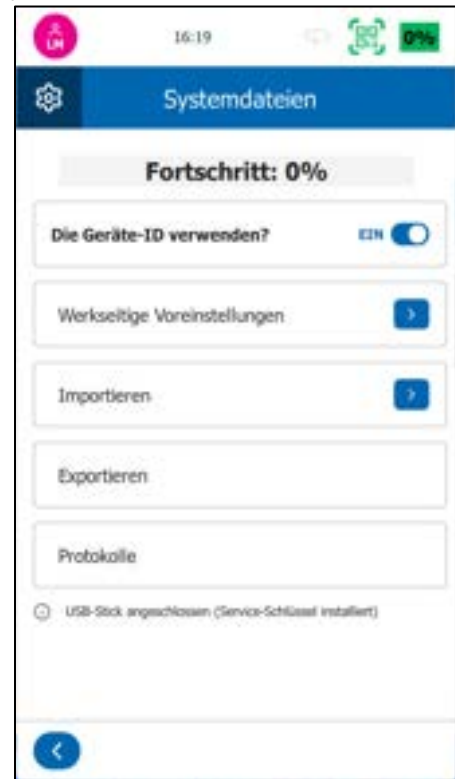 LM
16:19
0%
Systemdateien
Fortschritt: 0%
Die Geräte-ID verwenden?
EIN
Werkseitige Voreinstellungen
Importieren
Exportieren
Protokolle
USB-Stick angeschlossen (Service-Schlüssel installiert)